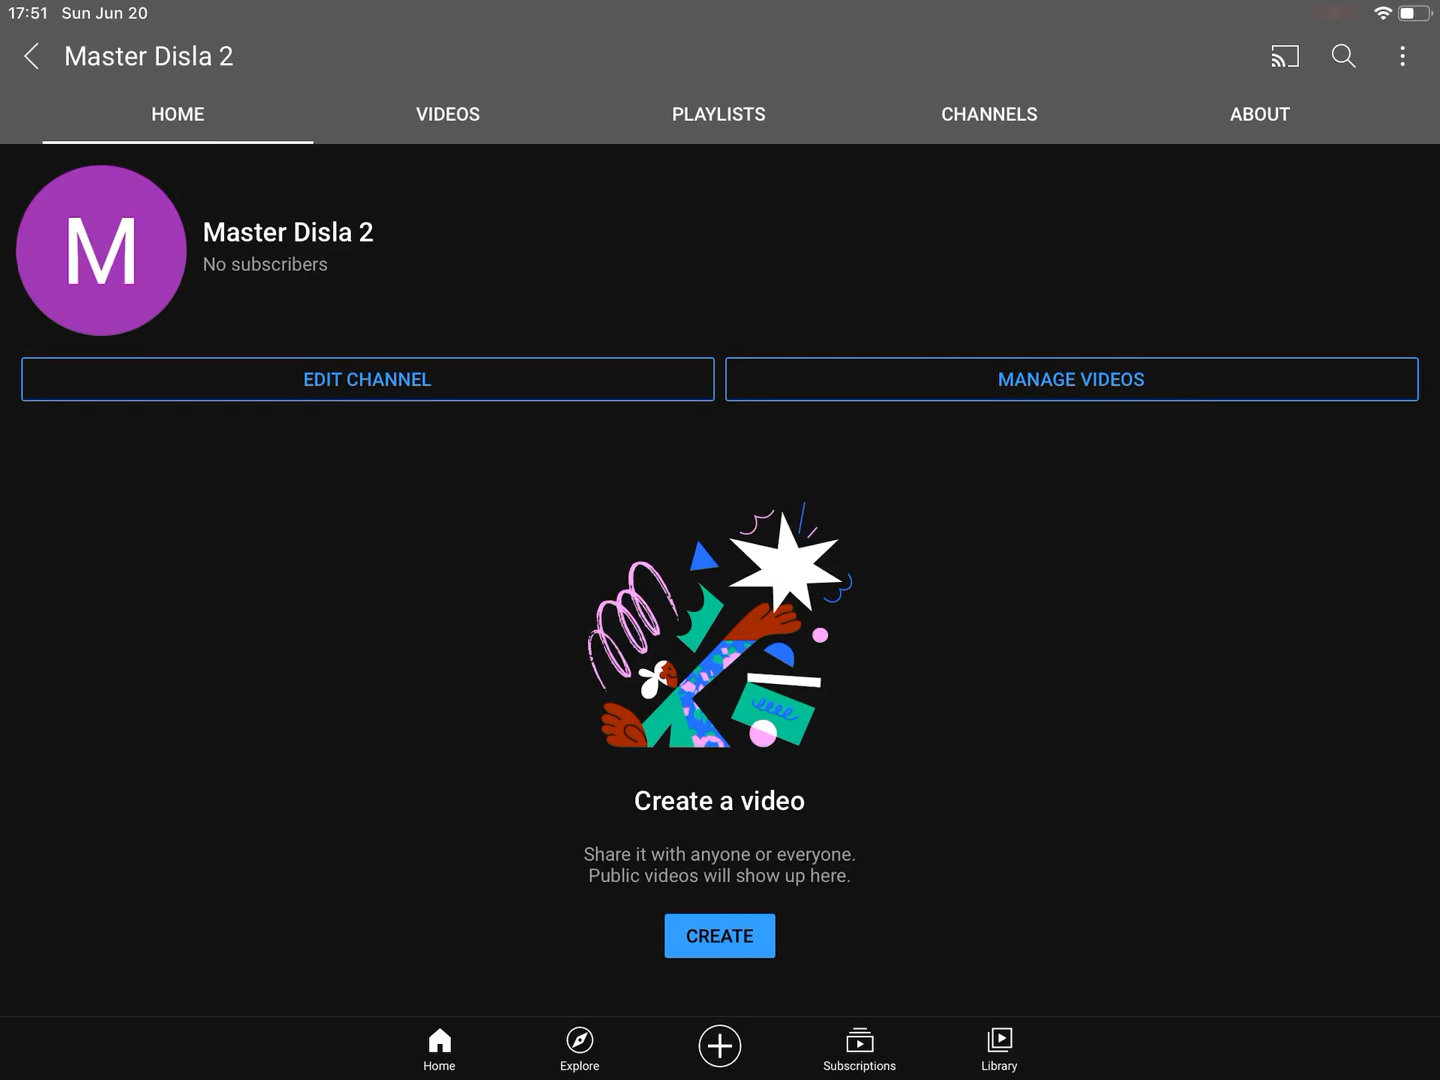 17:51 Sun Jun 20
Master Disla 2
HOME VIDEOS PLAYLISTS CHANNELS ABOUT
M
Master Disla 2
No subscribers
EDIT CHANNEL MANAGE VIDEOS
Create a video
Share it with anyone or everyone.
Public videos will show up here.
CREATE
Home Explore Subscriptions Library